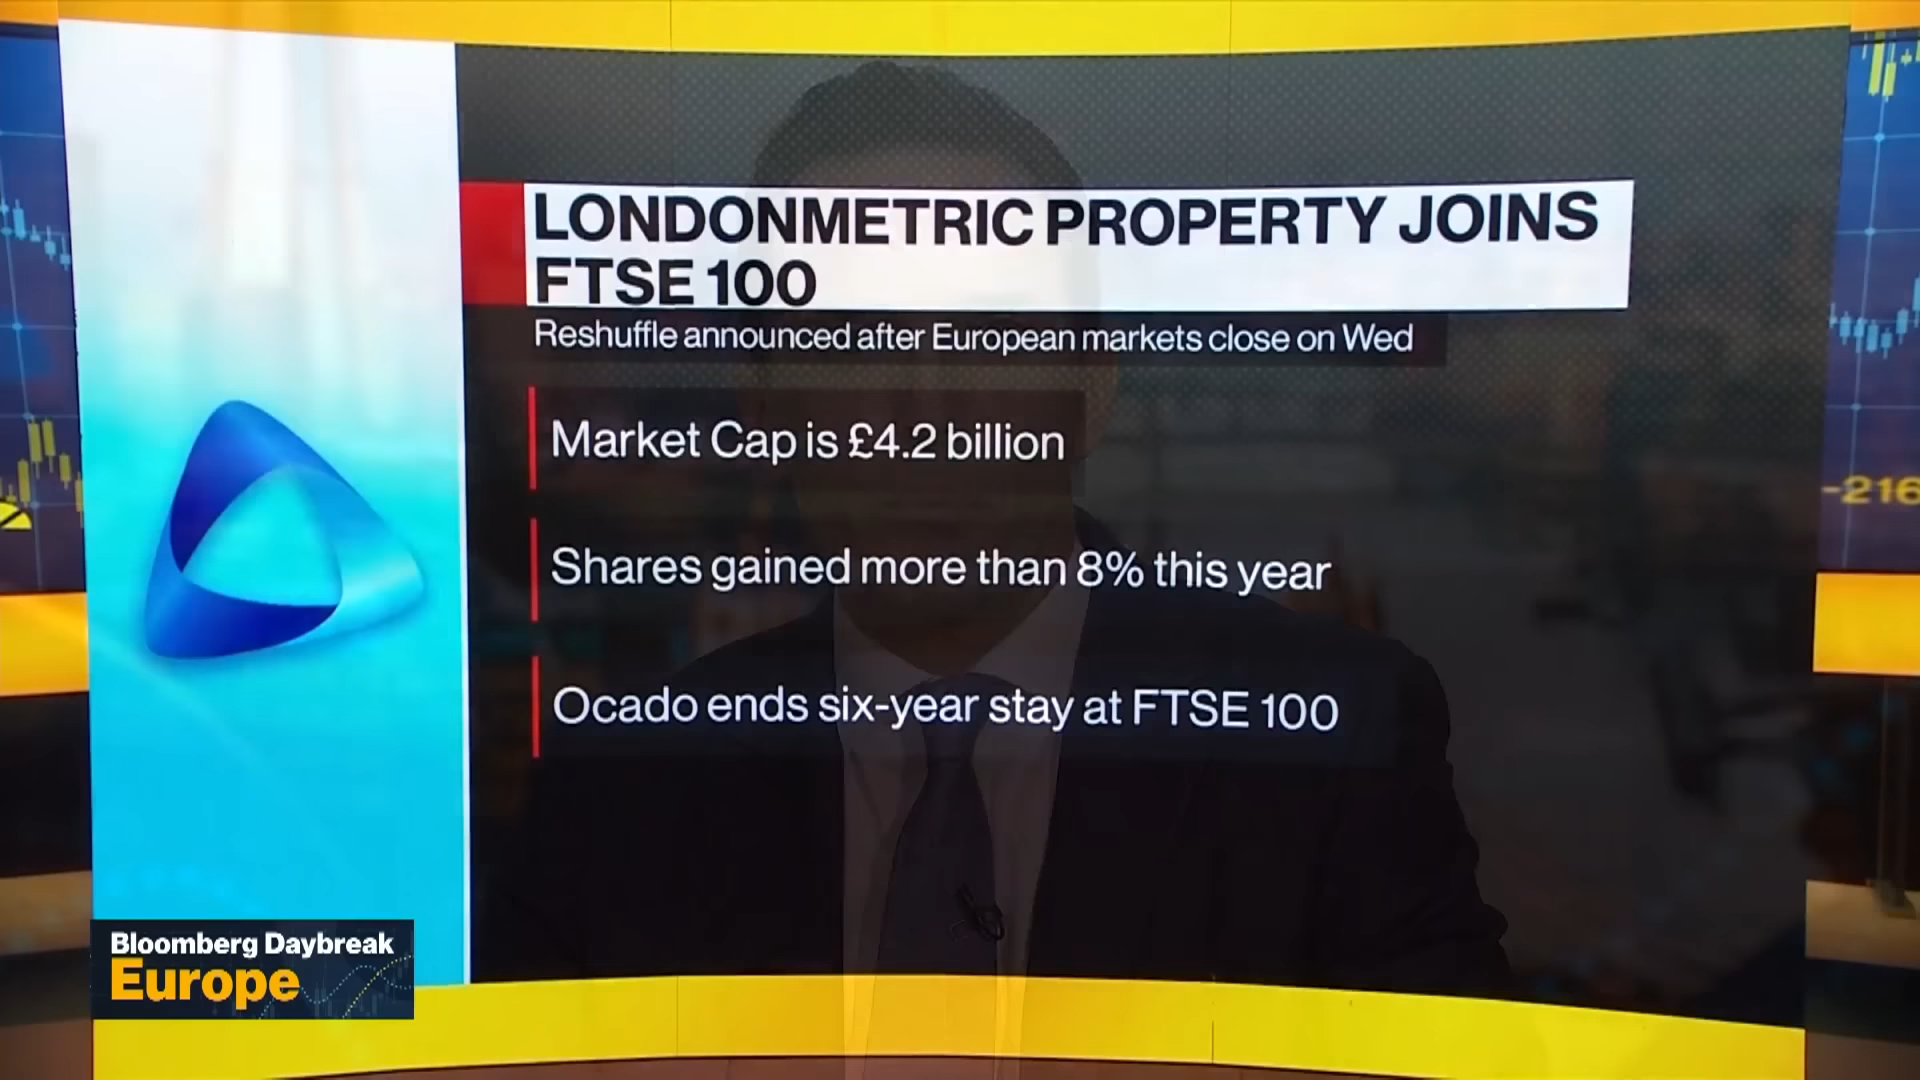 LONDONMETRIC PROPERTY JOINS
FTSE 100
Reshuffle announced after European markets close on Wed
Market Cap is £4.2 billion
Shares gained more than 8% this year
Ocado ends six-year stay at FTSE 100
-216
Bloomberg Daybreak
Europe